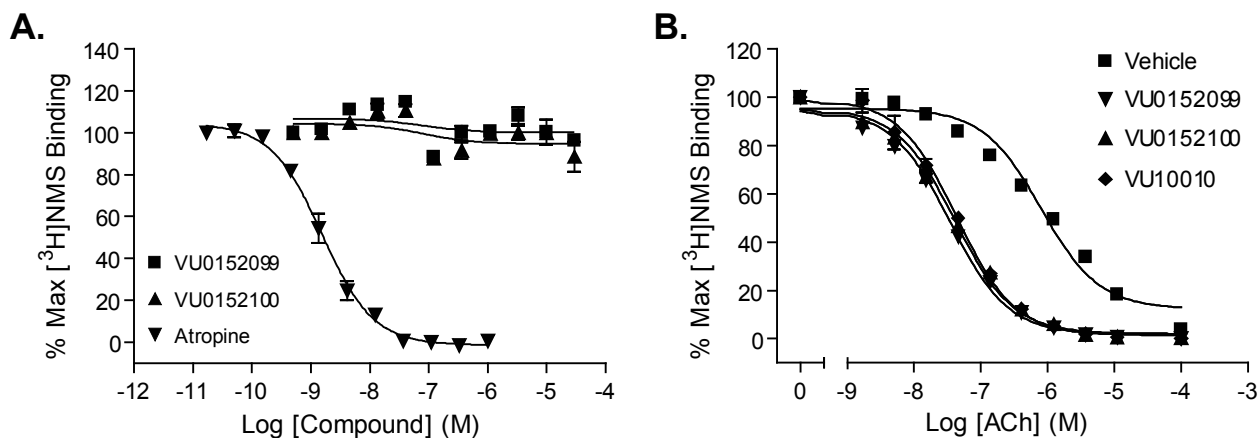 A.
% Max [³H]NMS Binding
140
120
100
80
60
40
20
0
VU0152099
VU0152100
Atropine
-12 -11 -10 -9 -8 -7 -6 -5 -4
Log [Compound] (M)
B.
% Max [³H]NMS Binding
120
100
80
60
40
20
0
Vehicle
VU0152099
VU0152100
VU10010
0 -9 -8 -7 -6 -5 -4 -3
Log [ACh] (M)